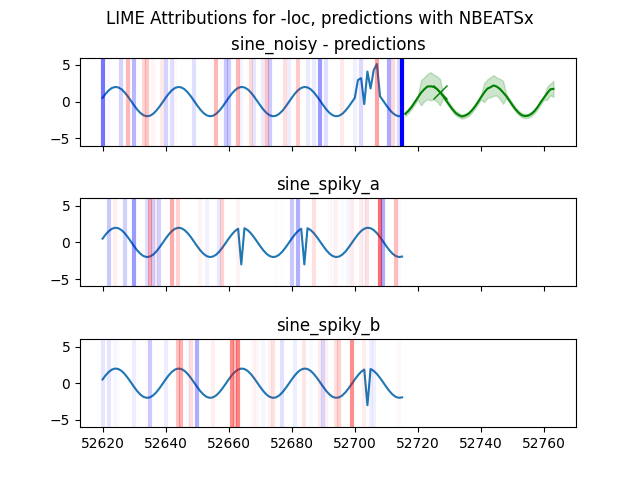 LIME Attributions for -loc, predictions with NBEATSx
sine_noisy - predictions
5
0
−5
sine_spiky_a
5
0
−5
sine_spiky_b
5
0
−5
52620 52640 52660 52680 52700 52720 52740 52760